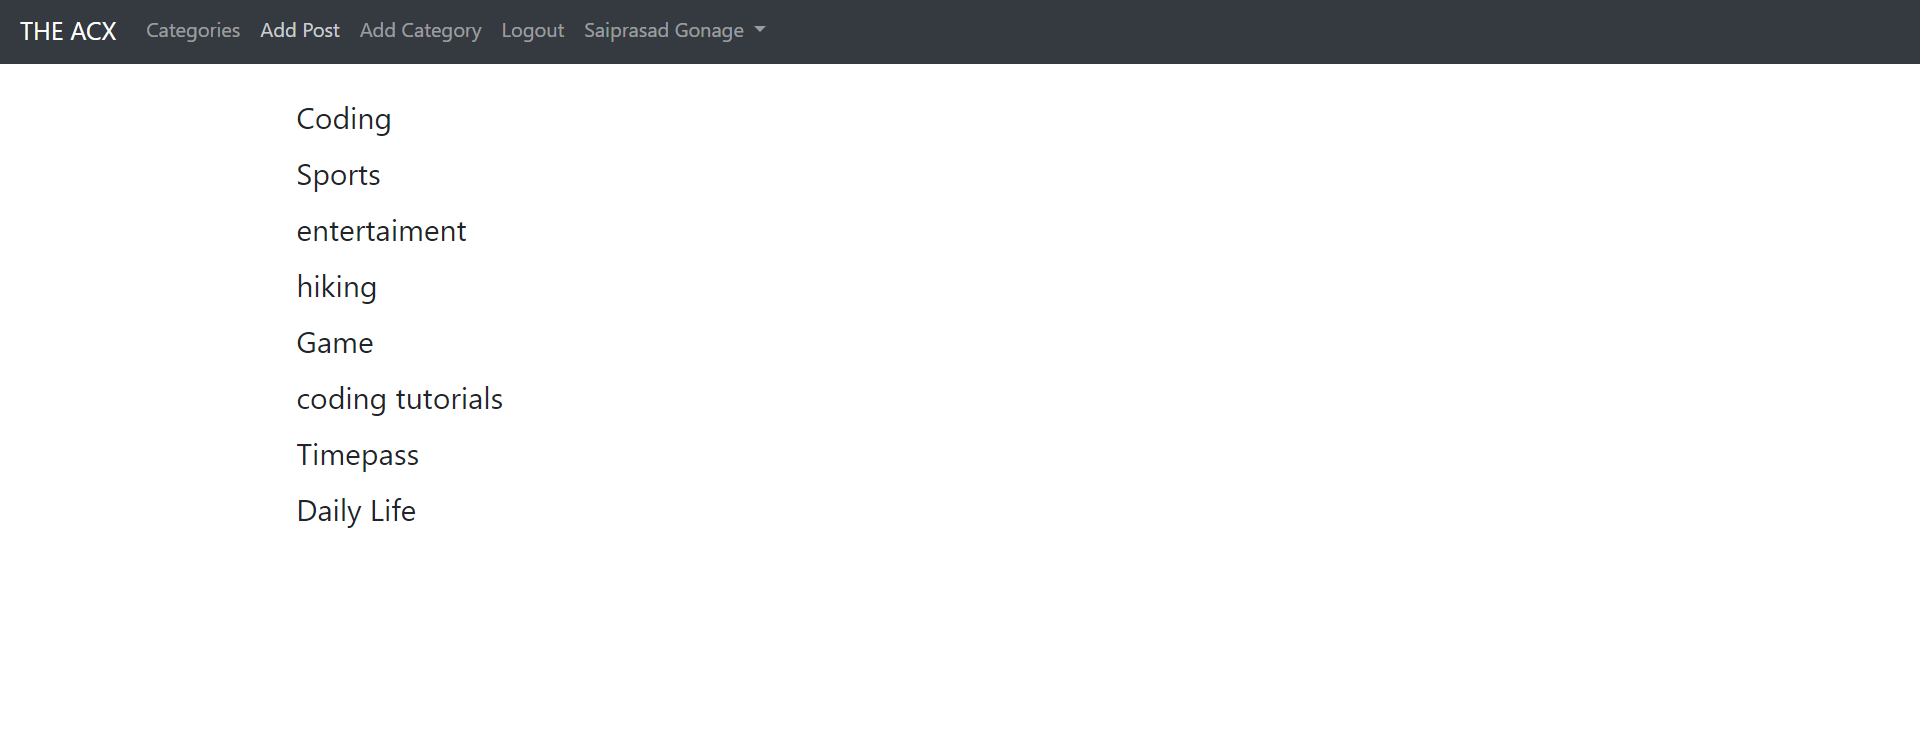 THE ACX Categories Add Post Add Category Logout Saiprasad Gonage
Coding
Sports
entertaiment
hiking
Game
coding tutorials
Timepass
Daily Life